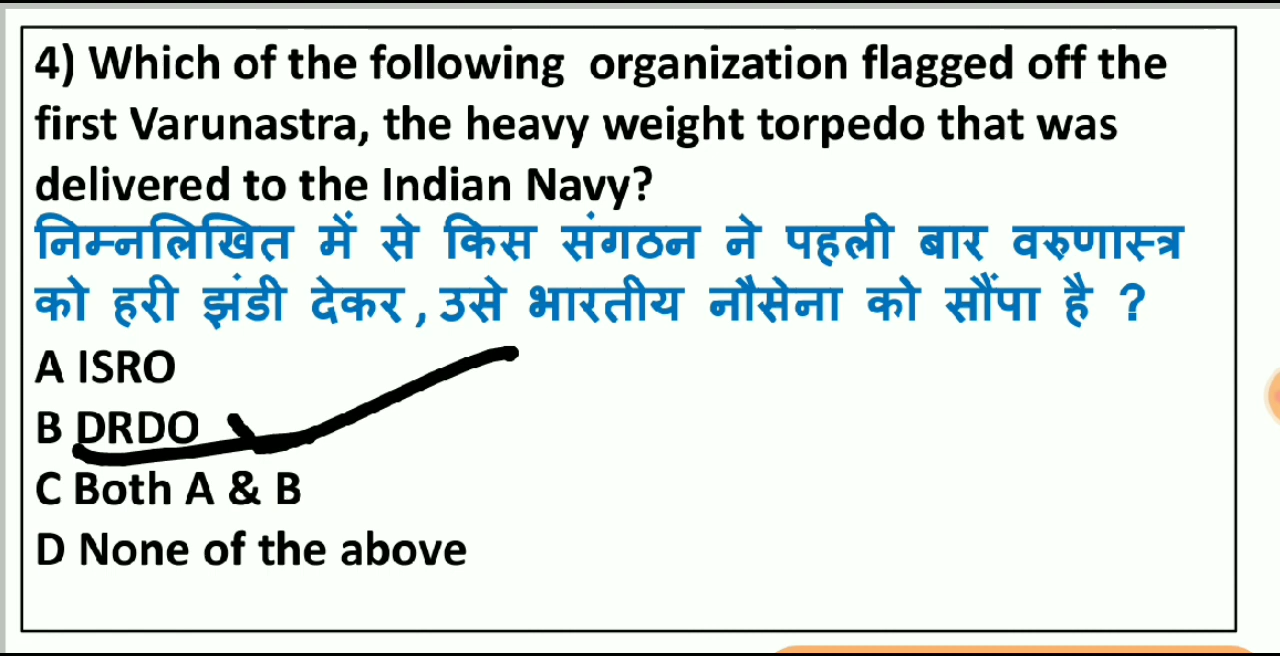 4) Which of the following organization flagged off the
first Varunastra, the heavy weight torpedo that was
delivered to the Indian Navy?
निम्नलिखित में से किस संगठन ने पहली बार वरुणास्त्र
को हरी झंडी देकर, उसे भारतीय नौसेना को सौंपा है ?
A ISRO
B DRDO
C Both A & B
D None of the above